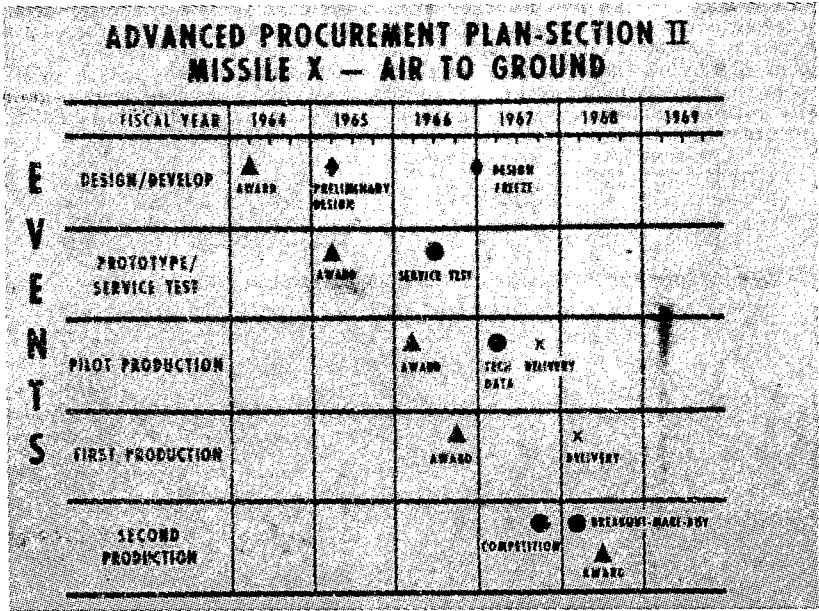 ADVANCED PROCUREMENT PLAN-SECTION II
MISSILE X — AIR TO GROUND
EVENTS
FISCAL YEAR 1964 1965 1966 1967 1968 1969
DESIGN/DEVELOP
AWARD
PRELIMINARY
DESIGN
DESIGN
FREEZE
PROTOTYPE/
SERVICE TEST
AWARD
SERVICE TEST
PILOT PRODUCTION
AWARD
TECH
DATA
X
DELIVERY
FIRST PRODUCTION
AWARD
X
DELIVERY
SECOND
PRODUCTION
COMPETITION
BREAKOUT-MAKE-BUY
AWARD